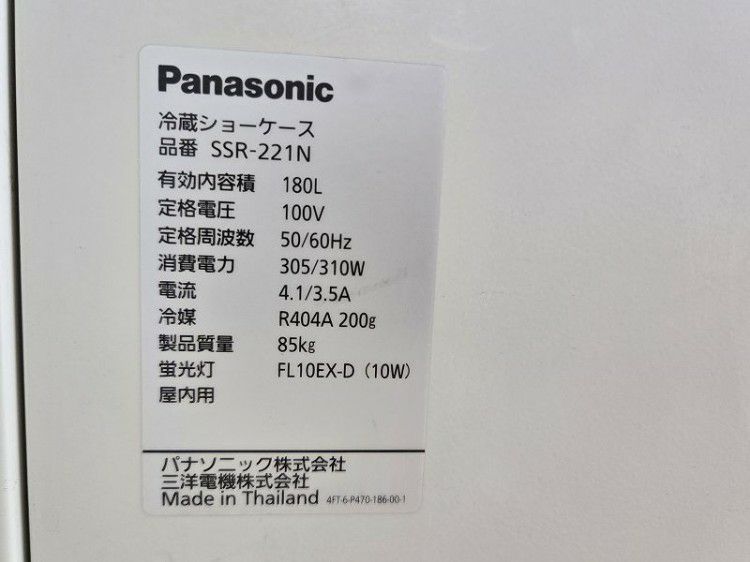 Panasonic
冷蔵ショーケース
品番 SSR-221N
有効内容積 180L
定格電圧 100V
定格周波数 50/60Hz
消費電力 305/310W
電流 4.1/3.5A
冷媒 R404A 200g
製品質量 85kg
蛍光灯 FL10EX-D (10W)
屋内用
パナソニック株式会社
三洋電機株式会社
Made in Thailand 4FT-6-P470-186-00-1